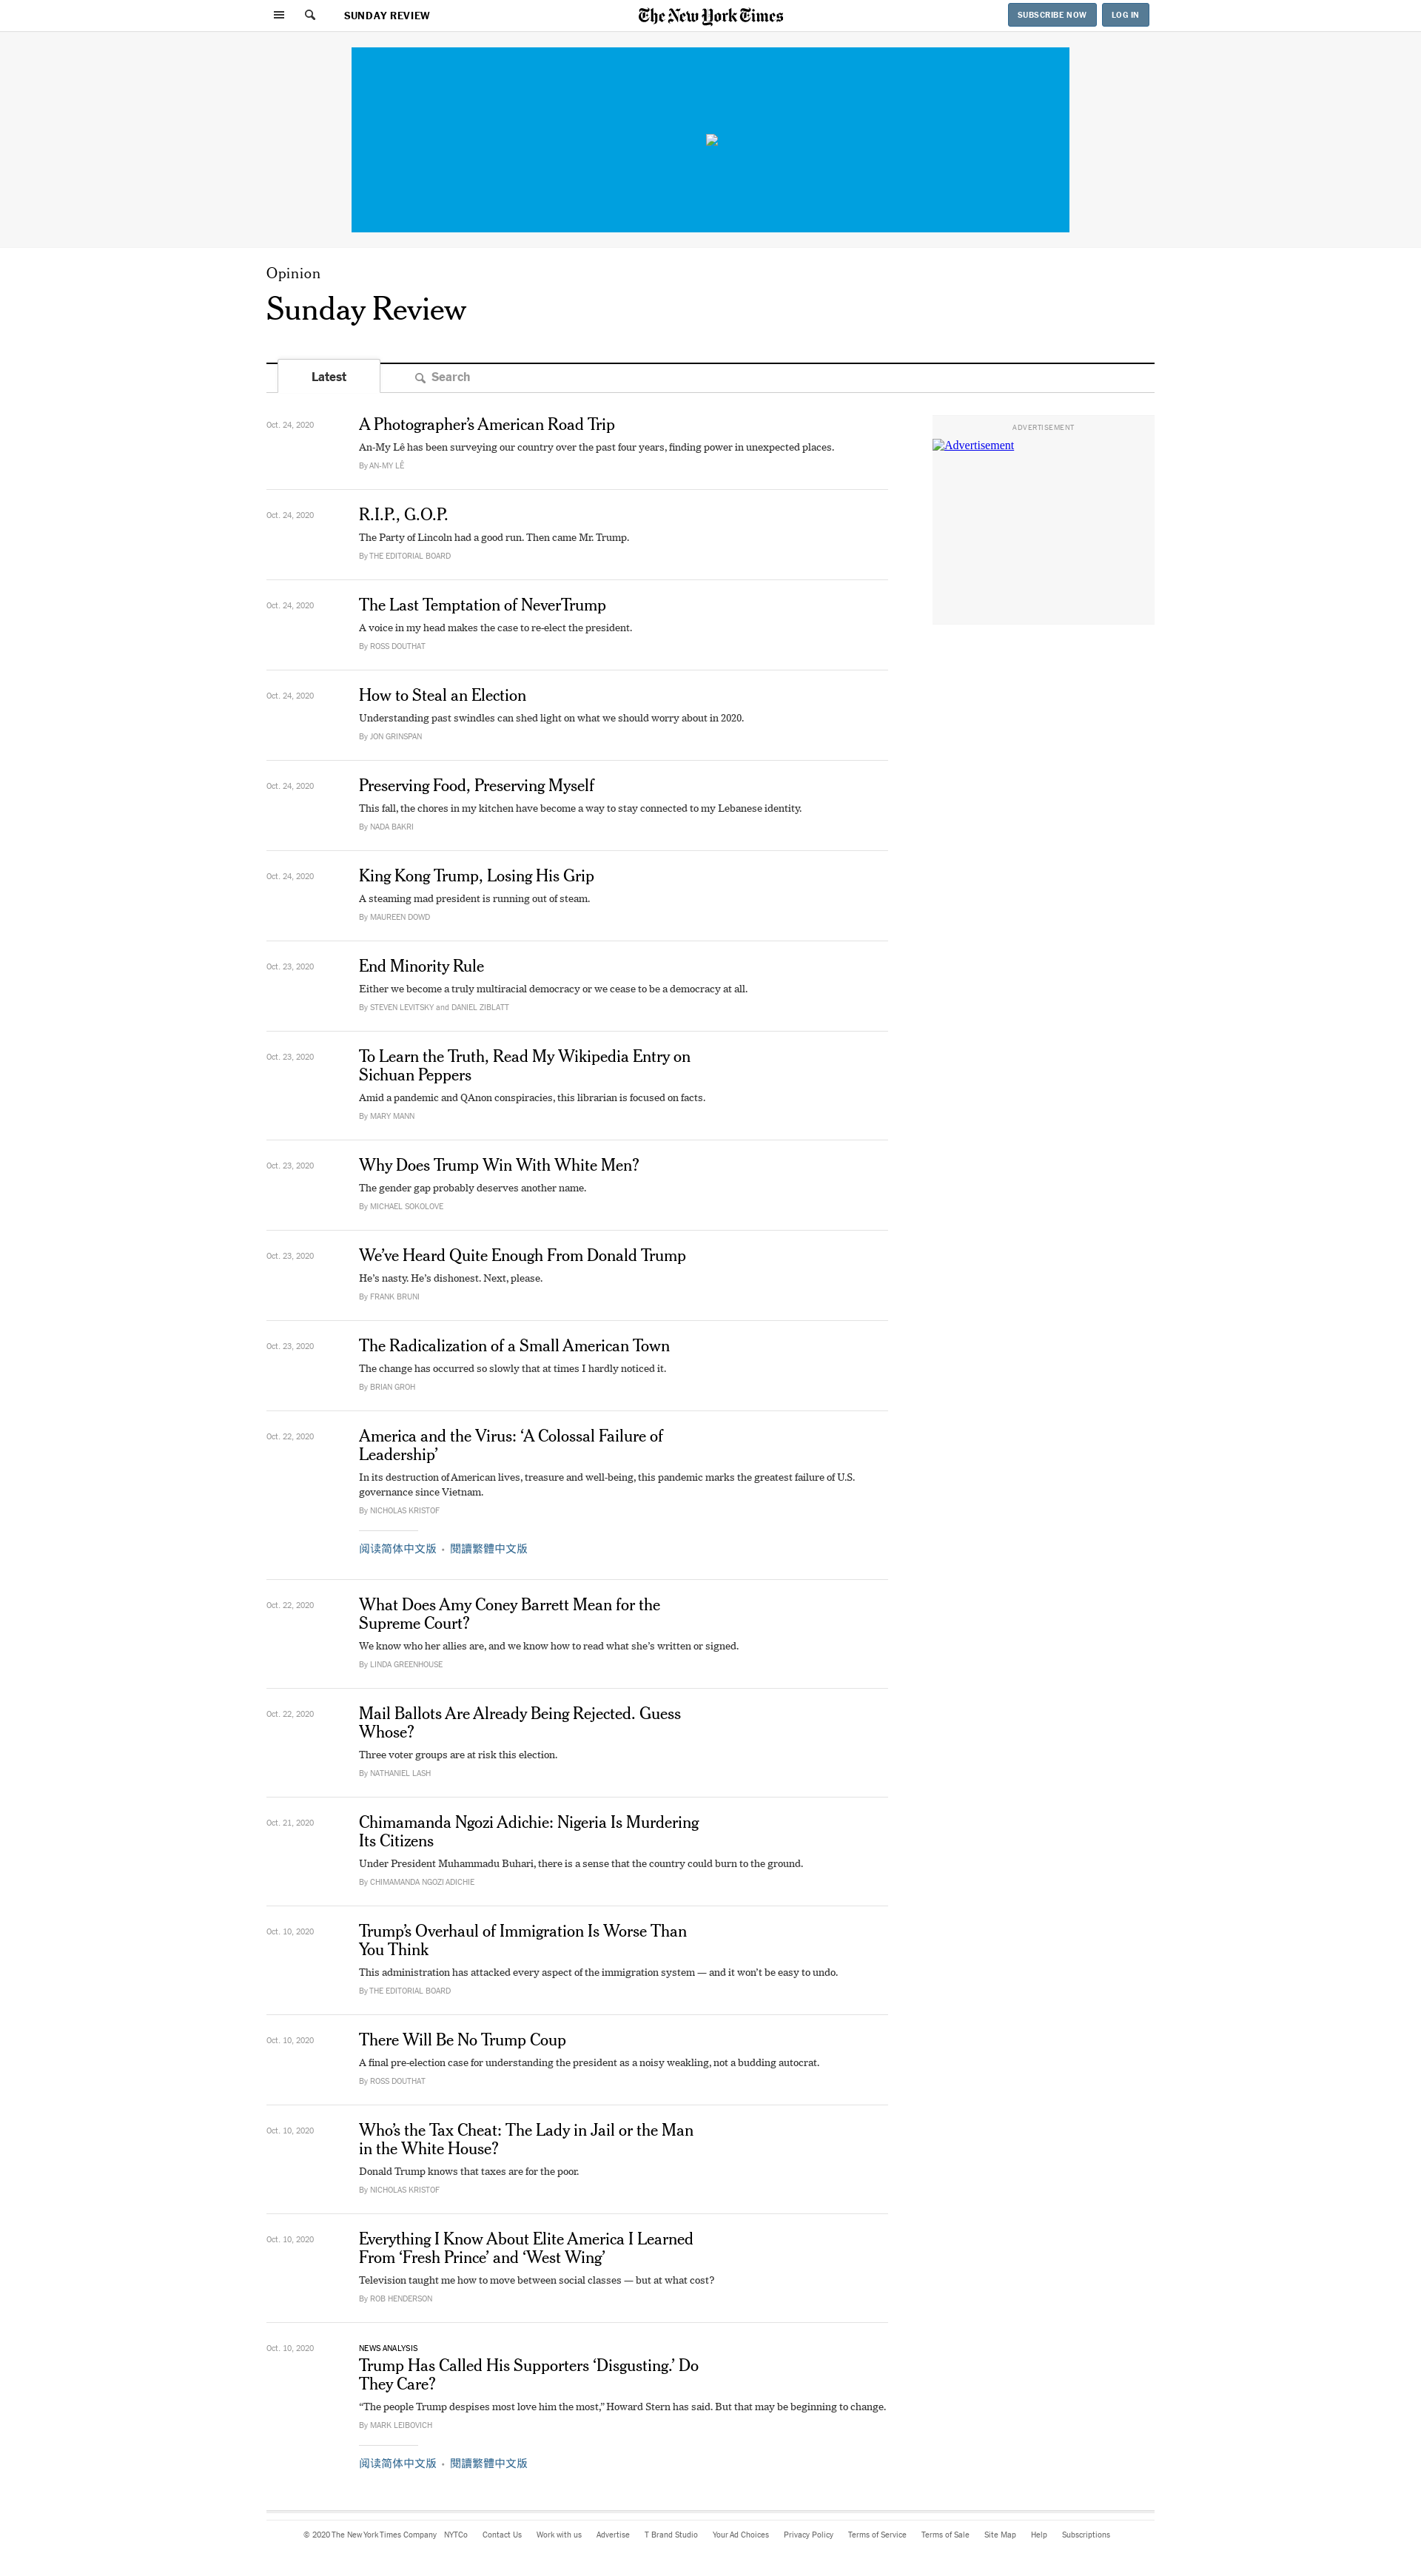 SUNDAY REVIEW
The New York Times
SUBSCRIBE NOW
LOG IN
Opinion
Sunday Review
Latest
Search
ADVERTISEMENT
Advertisement
Oct. 24, 2020
A Photographer’s American Road Trip
An-My Lê has been surveying our country over the past four years, finding power in unexpected places.
By AN-MY LÊ
Oct. 24, 2020
R.I.P., G.O.P.
The Party of Lincoln had a good run. Then came Mr. Trump.
By THE EDITORIAL BOARD
Oct. 24, 2020
The Last Temptation of NeverTrump
A voice in my head makes the case to re-elect the president.
By ROSS DOUTHAT
Oct. 24, 2020
How to Steal an Election
Understanding past swindles can shed light on what we should worry about in 2020.
By JON GRINSPAN
Oct. 24, 2020
Preserving Food, Preserving Myself
This fall, the chores in my kitchen have become a way to stay connected to my Lebanese identity.
By NADA BAKRI
Oct. 24, 2020
King Kong Trump, Losing His Grip
A steaming mad president is running out of steam.
By MAUREEN DOWD
Oct. 23, 2020
End Minority Rule
Either we become a truly multiracial democracy or we cease to be a democracy at all.
By STEVEN LEVITSKY and DANIEL ZIBLATT
Oct. 23, 2020
To Learn the Truth, Read My Wikipedia Entry on
Sichuan Peppers
Amid a pandemic and QAnon conspiracies, this librarian is focused on facts.
By MARY MANN
Oct. 23, 2020
Why Does Trump Win With White Men?
The gender gap probably deserves another name.
By MICHAEL SOKOLOVE
Oct. 23, 2020
We’ve Heard Quite Enough From Donald Trump
He’s nasty. He’s dishonest. Next, please.
By FRANK BRUNI
Oct. 23, 2020
The Radicalization of a Small American Town
The change has occurred so slowly that at times I hardly noticed it.
By BRIAN GROH
Oct. 22, 2020
America and the Virus: ‘A Colossal Failure of
Leadership’
In its destruction of American lives, treasure and well-being, this pandemic marks the greatest failure of U.S.
governance since Vietnam.
By NICHOLAS KRISTOF
阅读简体中文版 • 閱讀繁體中文版
Oct. 22, 2020
What Does Amy Coney Barrett Mean for the
Supreme Court?
We know who her allies are, and we know how to read what she’s written or signed.
By LINDA GREENHOUSE
Oct. 22, 2020
Mail Ballots Are Already Being Rejected. Guess
Whose?
Three voter groups are at risk this election.
By NATHANIEL LASH
Oct. 21, 2020
Chimamanda Ngozi Adichie: Nigeria Is Murdering
Its Citizens
Under President Muhammadu Buhari, there is a sense that the country could burn to the ground.
By CHIMAMANDA NGOZI ADICHIE
Oct. 10, 2020
Trump’s Overhaul of Immigration Is Worse Than
You Think
This administration has attacked every aspect of the immigration system — and it won’t be easy to undo.
By THE EDITORIAL BOARD
Oct. 10, 2020
There Will Be No Trump Coup
A final pre-election case for understanding the president as a noisy weakling, not a budding autocrat.
By ROSS DOUTHAT
Oct. 10, 2020
Who’s the Tax Cheat: The Lady in Jail or the Man
in the White House?
Donald Trump knows that taxes are for the poor.
By NICHOLAS KRISTOF
Oct. 10, 2020
Everything I Know About Elite America I Learned
From ‘Fresh Prince’ and ‘West Wing’
Television taught me how to move between social classes — but at what cost?
By ROB HENDERSON
Oct. 10, 2020
NEWS ANALYSIS
Trump Has Called His Supporters ‘Disgusting.’ Do
They Care?
“The people Trump despises most love him the most,” Howard Stern has said. But that may be beginning to change.
By MARK LEIBOVICH
阅读简体中文版 • 閱讀繁體中文版
© 2020 The New York Times Company NYTCo Contact Us Work with us Advertise T Brand Studio Your Ad Choices Privacy Policy Terms of Service Terms of Sale Site Map Help Subscriptions